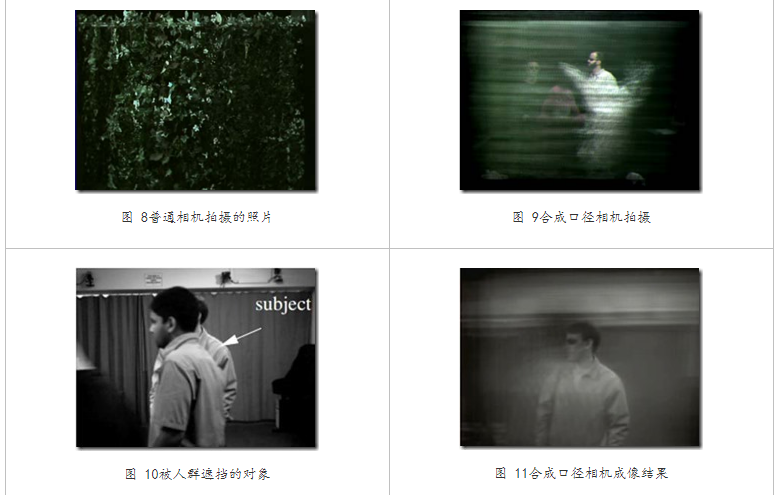 图 8普通相机拍摄的照片
图 9合成口径相机拍摄
subject
图 10被人群遮挡的对象
图 11合成口径相机成像结果